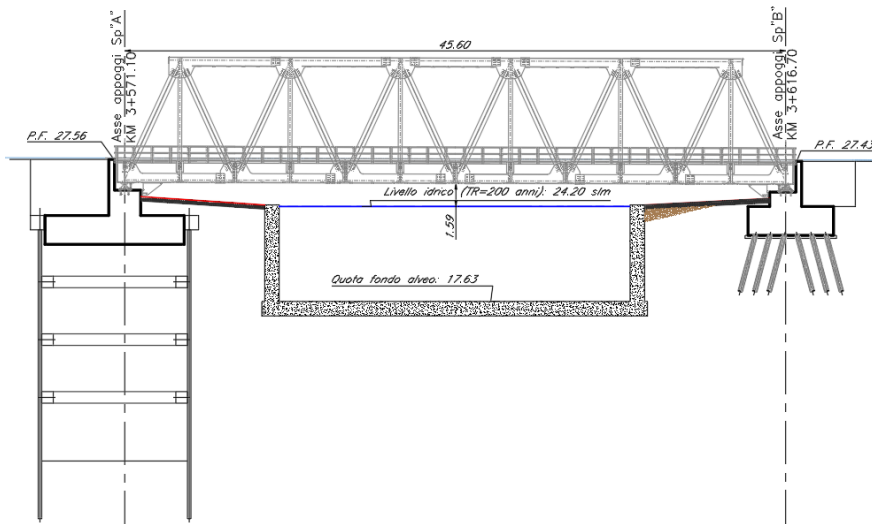 45.60
Asse appoggi Sp"A"
KM 3+571.10
Asse appoggi Sp"B"
KM 3+616.70
P.F. 27.56
P.F. 27.43
Livello idrico (TR=200 anni): 24.20 slm
1.59
Quota fondo alveo: 17.63